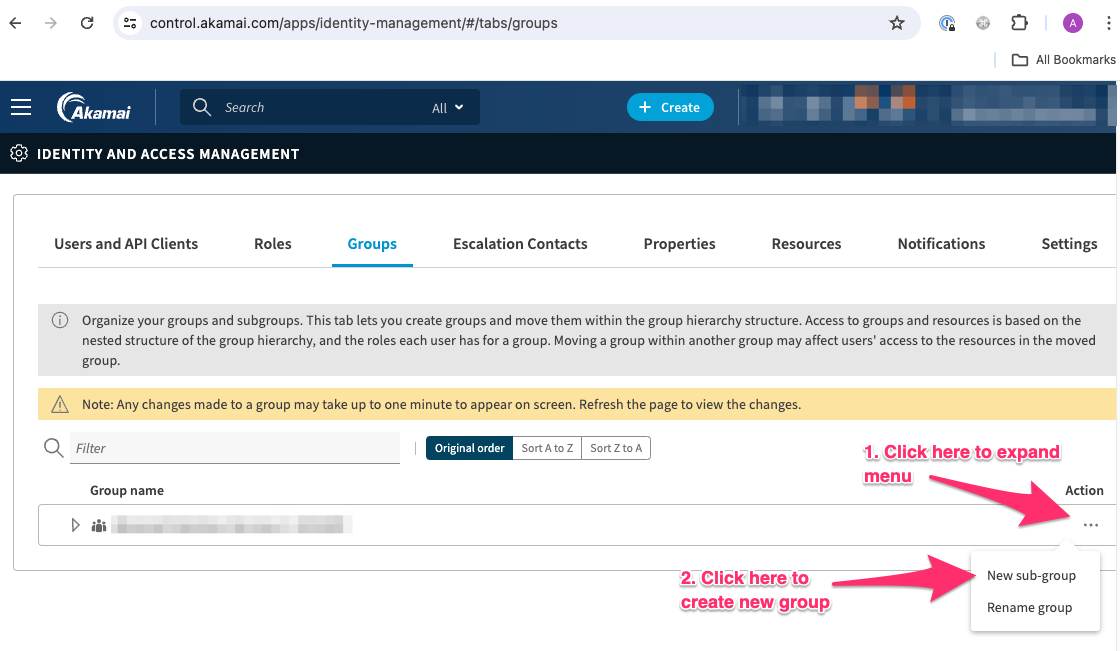 control.akamai.com/apps/identity-management/#/tabs/groups
A
All Bookmarks
Akamai
Search
All
+ Create
IDENTITY AND ACCESS MANAGEMENT
Users and API Clients Roles Groups Escalation Contacts Properties Resources Notifications Settings
Organize your groups and subgroups. This tab lets you create groups and move them within the group hierarchy structure. Access to groups and resources is based on the
nested structure of the group hierarchy, and the roles each user has for a group. Moving a group within another group may affect users' access to the resources in the moved
group.
Note: Any changes made to a group may take up to one minute to appear on screen. Refresh the page to view the changes.
Filter
Original order Sort A to Z Sort Z to A
1. Click here to expand
menu
Group name
Action
...
2. Click here to
create new group
New sub-group
Rename group